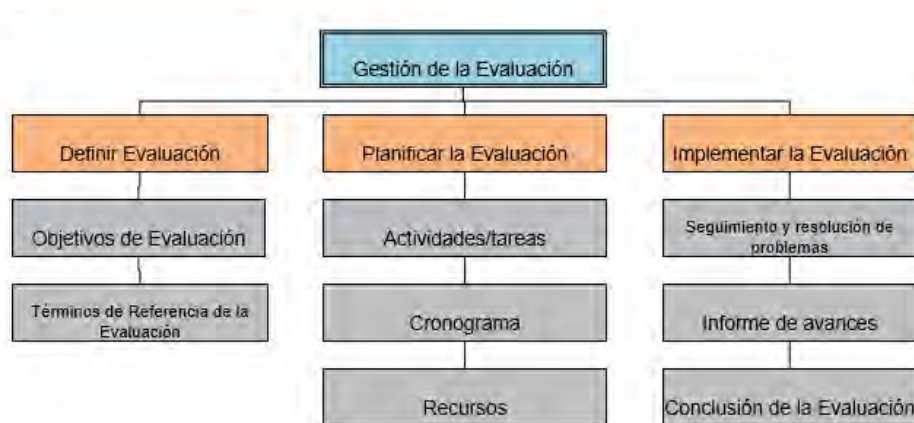 Gestión de la Evaluación
Definir Evaluación
Planificar la Evaluación
Implementar la Evaluación
Objetivos de Evaluación
Actividades/tareas
Seguimiento y resolución de
problemas
Términos de Referencia de la
Evaluación
Cronograma
Informe de avances
Recursos
Conclusión de la Evaluación